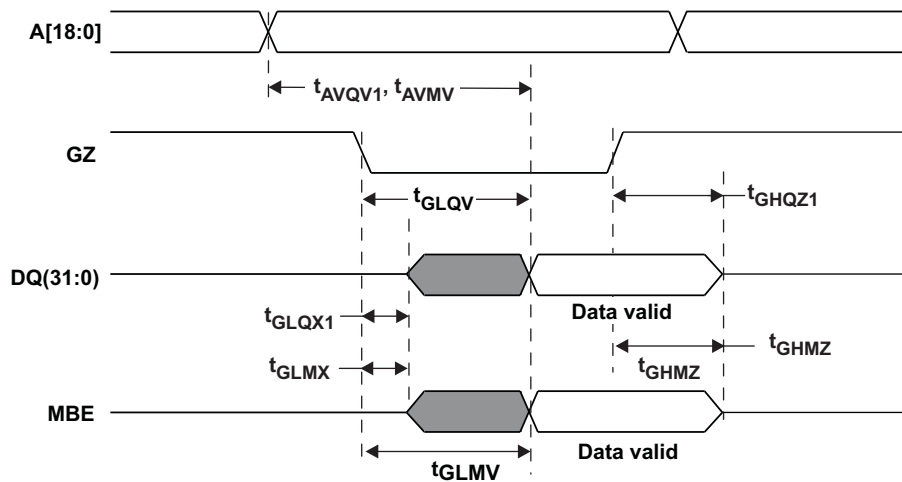 A[18:0]
tAVQV1, tAVMV
GZ
tGLQV
tGHQZ1
DQ(31:0)
Data valid
tGLQX1
tGHMZ
tGLMX
tGHMZ
MBE
Data valid
tGLMV